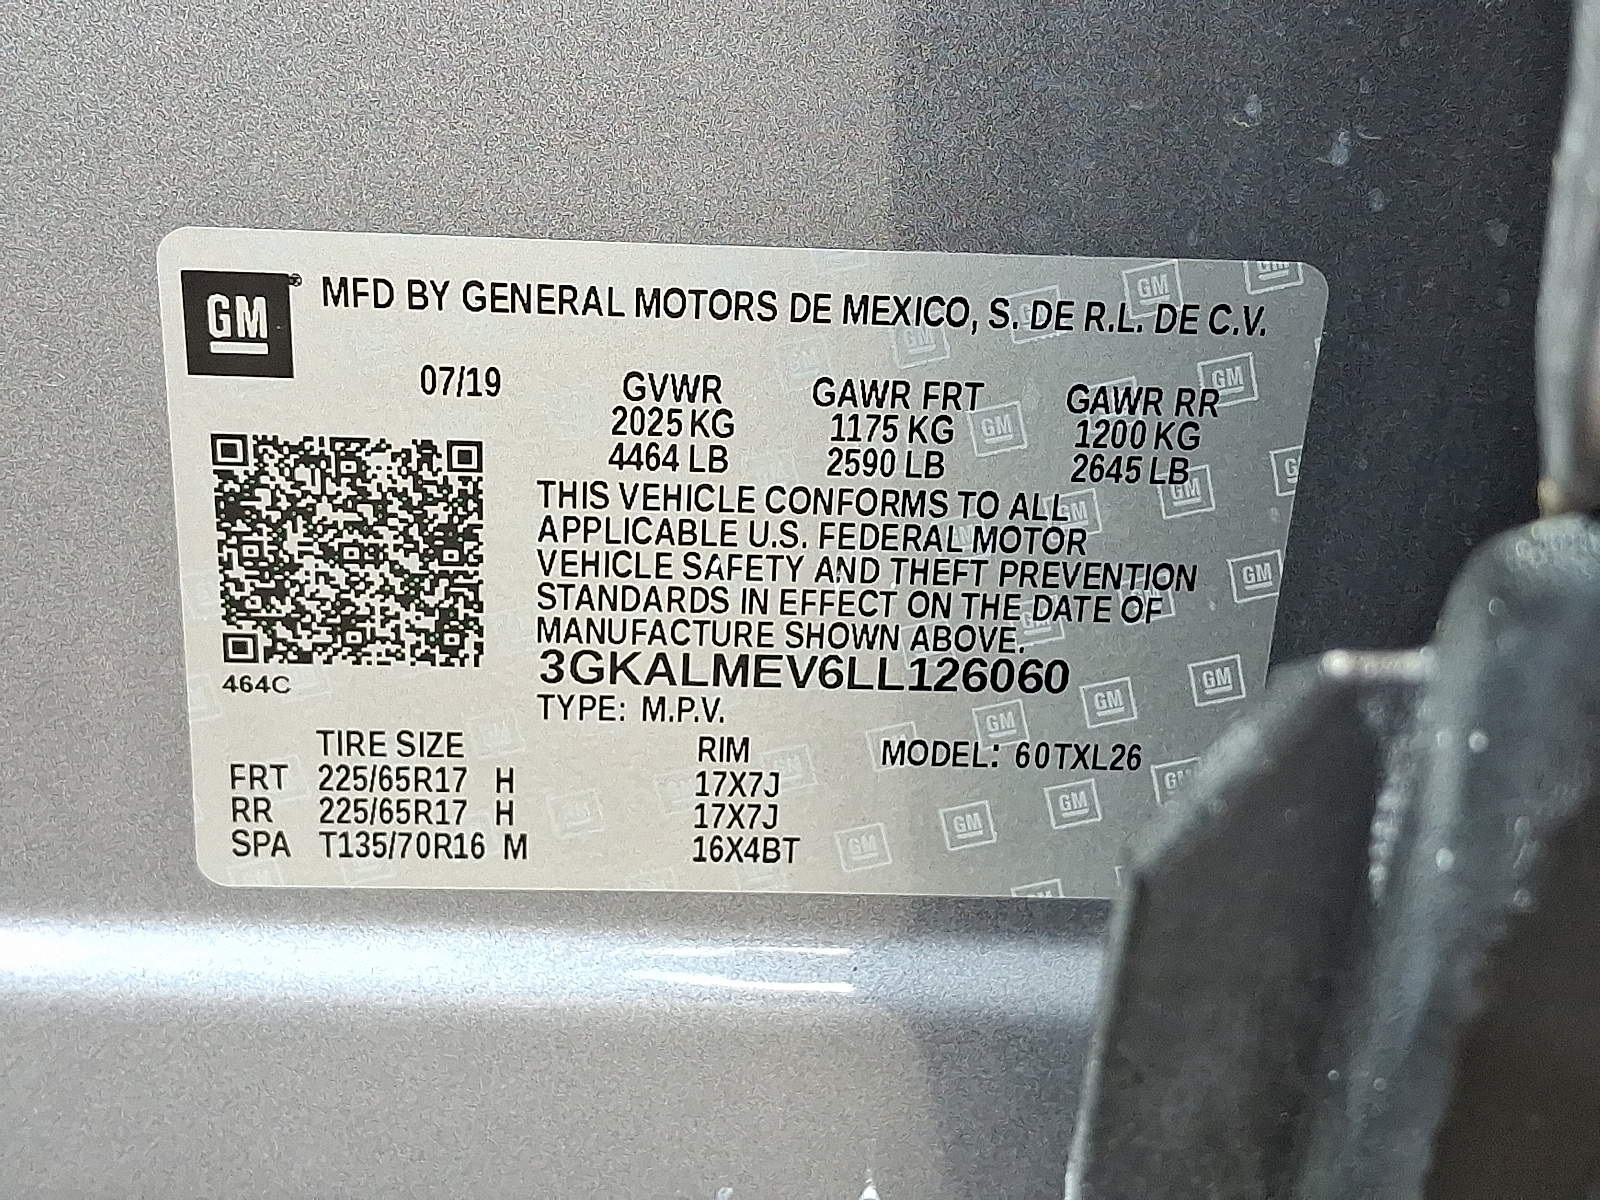 GM ® MFD BY GENERAL MOTORS DE MEXICO, S. DE R.L. DE C.V.
07/19 GVWR GAWR FRT GAWR RR
2025 KG 1175 KG 1200 KG
4464 LB 2590 LB 2645 LB
THIS VEHICLE CONFORMS TO ALL
APPLICABLE U.S. FEDERAL MOTOR
VEHICLE SAFETY AND THEFT PREVENTION
STANDARDS IN EFFECT ON THE DATE OF
MANUFACTURE SHOWN ABOVE.
3GKALMEV6LL126060
464C
TYPE: M.P.V.
TIRE SIZE RIM MODEL: 60TXL26
FRT 225/65R17 H 17X7J
RR 225/65R17 H 17X7J
SPA T135/70R16 M 16X4BT